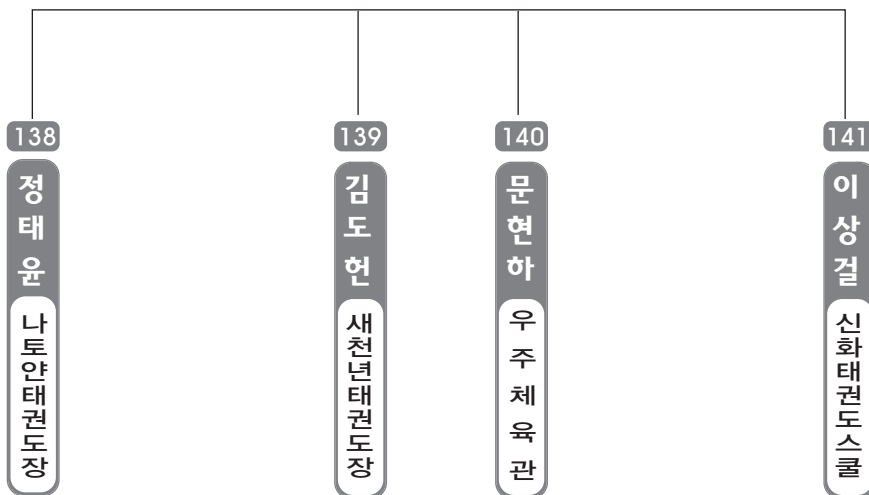 138
정태윤
나토얀태권도장
139
김도헌
새천년태권도장
140
문현하
우주체육관
141
이상걸
신화태권도스쿨